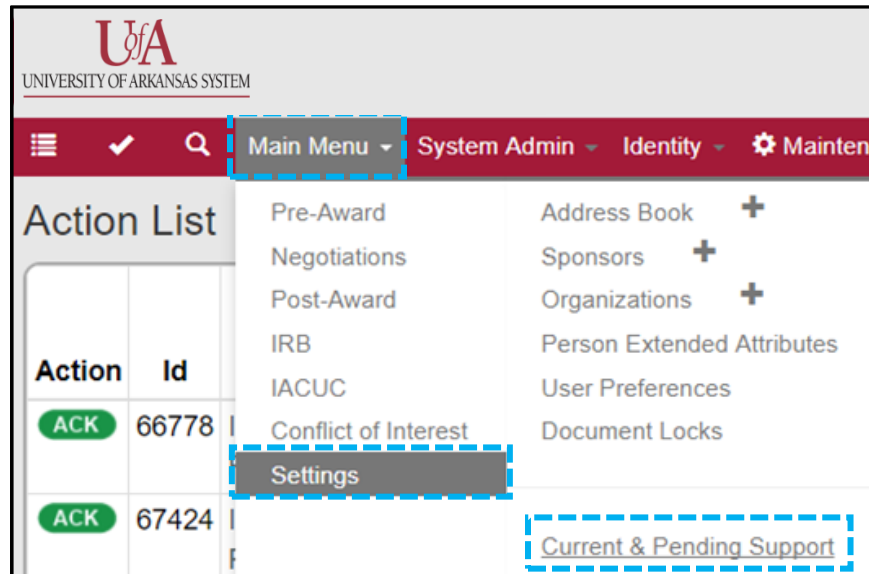 UofA
UNIVERSITY OF ARKANSAS SYSTEM
Main Menu System Admin Identity Mainten
Action List
Pre-Award
Negotiations
Post-Award
IRB
IACUC
Conflict of Interest
Settings
Address Book
Sponsors
Organizations
Person Extended Attributes
User Preferences
Document Locks
Current & Pending Support
Action Id
ACK 66778
ACK 67424